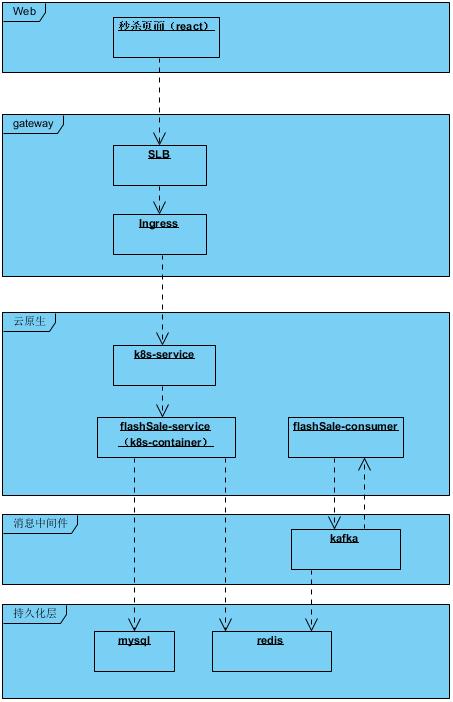 Web
秒杀页面（react）
gateway
SLB
Ingress
云原生
k8s-service
flashSale-service
（k8s-container）
flashSale-consumer
消息中间件
kafka
持久化层
mysql
redis